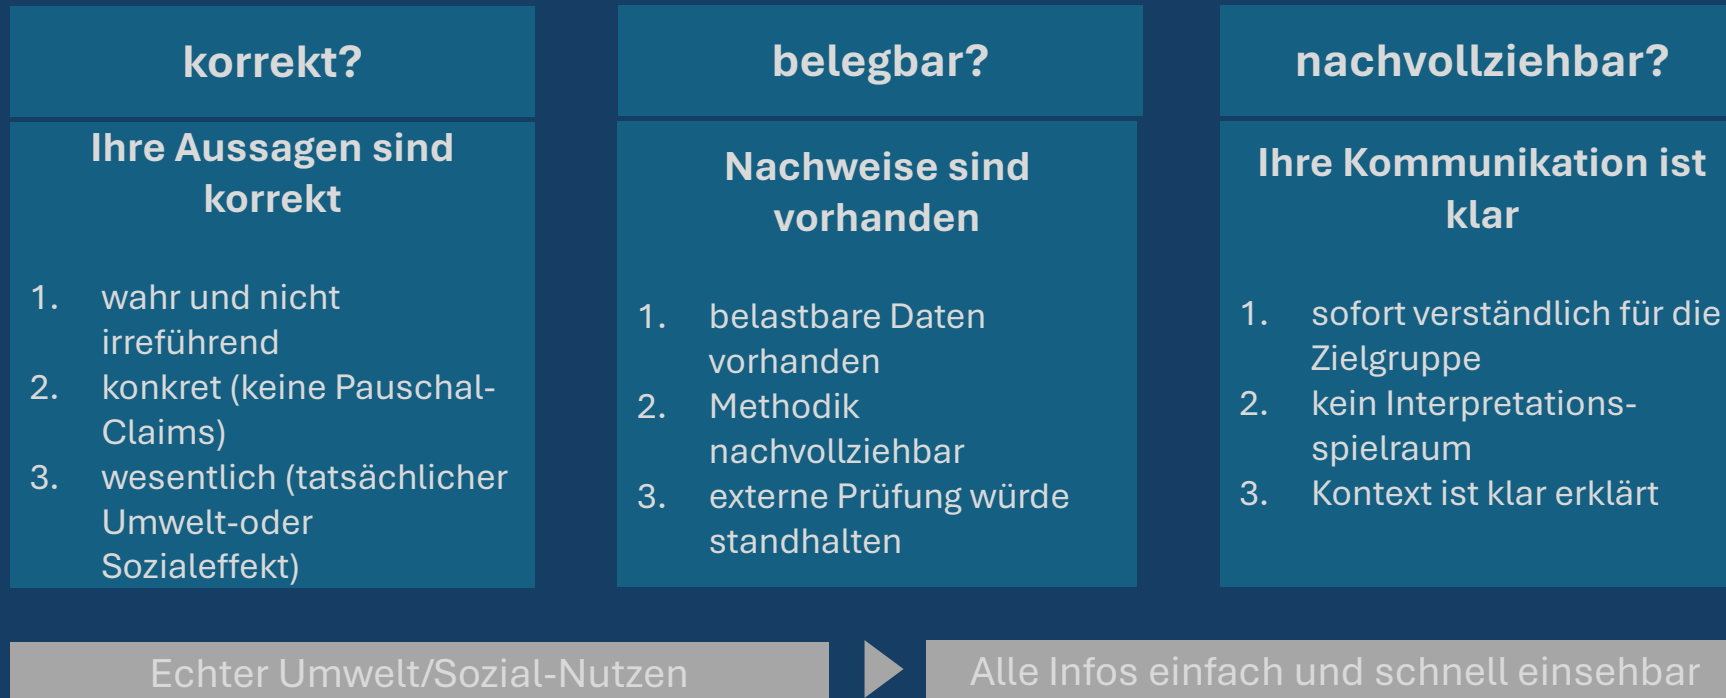 korrekt?
Ihre Aussagen sind
korrekt
1. wahr und nicht
irreführend
2. konkret (keine Pauschal-
Claims)
3. wesentlich (tatsächlicher
Umwelt-oder
Sozialeffekt)
belegbar?
Nachweise sind
vorhanden
1. belastbare Daten
vorhanden
2. Methodik
nachvollziehbar
3. externe Prüfung würde
standhalten
nachvollziehbar?
Ihre Kommunikation ist
klar
1. sofort verständlich für die
Zielgruppe
2. kein Interpretations-
spielraum
3. Kontext ist klar erklärt
Echter Umwelt/Sozial-Nutzen
Alle Infos einfach und schnell einsehbar